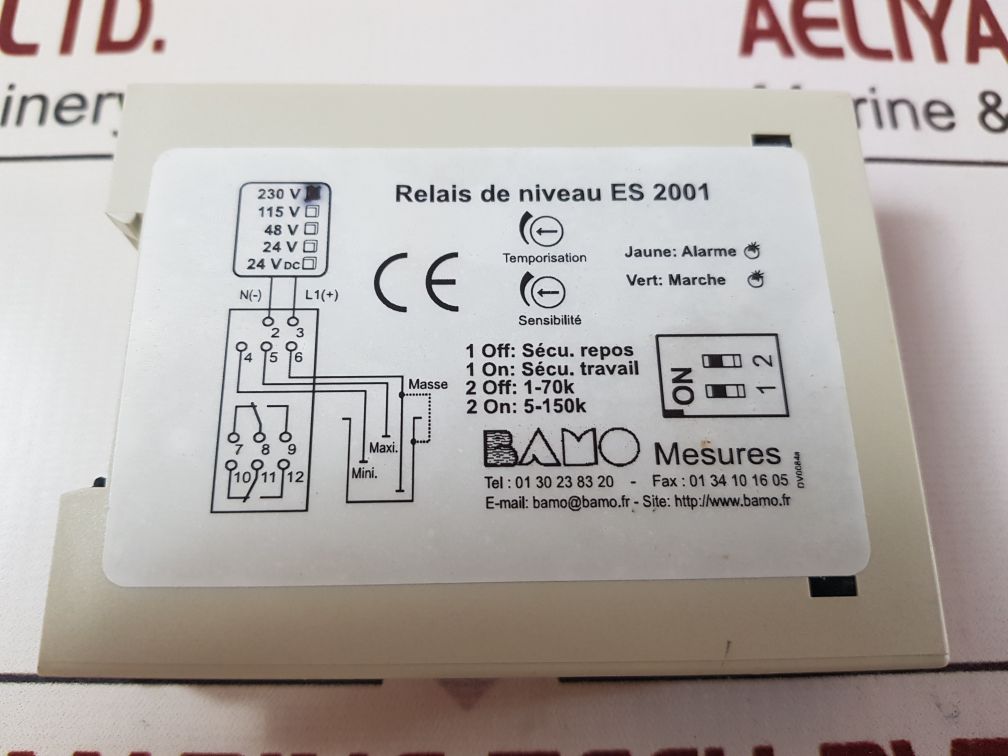 LTD.
AELIYA
inery
rine &
Relais de niveau ES 2001
230 V
115 V
48 V
24 V
24 V DC
N(-) L1(+)
2 3
4 5 6
7 8 9
10 11 12
Masse
Maxi.
Mini.
CE
Temporisation
Sensibilité
Jaune: Alarme
Vert: Marche
1 Off: Sécu. repos
1 On: Sécu. travail
2 Off: 1-70k
2 On: 5-150k
ON
1 2
BAMO Mesures
Tel : 01 30 23 83 20 - Fax : 01 34 10 16 05
E-mail: bamo@bamo.fr - Site: http://www.bamo.fr